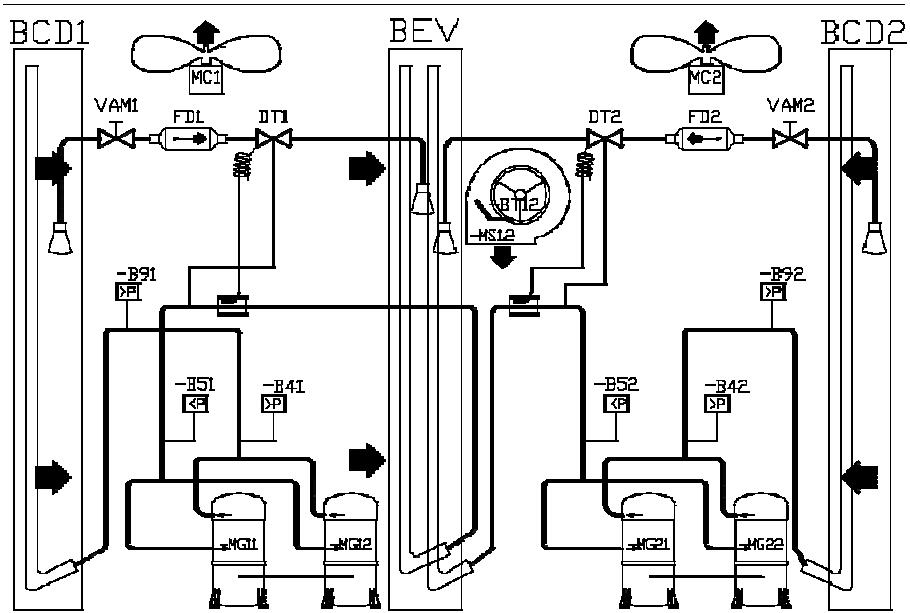 BCD1
BEV
BCD2
MC1
MC2
VAM1
FD1
DT1
DT2
FD2
VAM2
BT12
-MS12
-B91
>P
-B92
>P
-B51
<P
-B41
>P
-B52
<P
-B42
>P
MG11
MG12
MG21
MG22